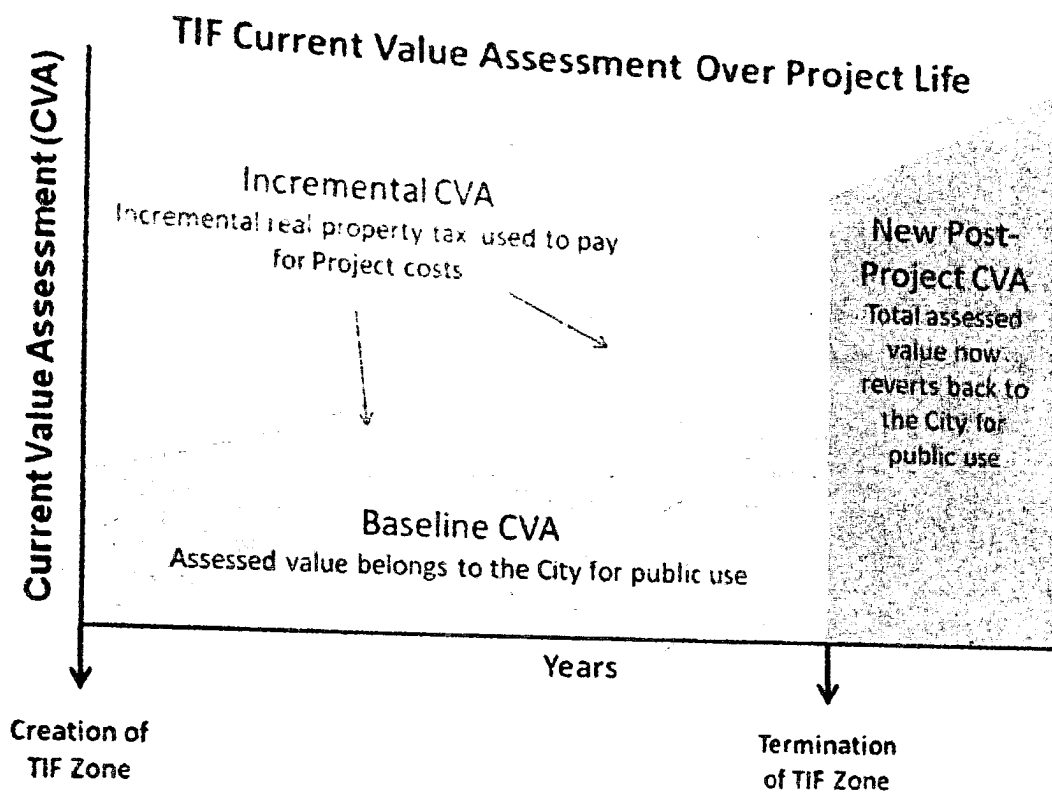 TIF Current Value Assessment Over Project Life
Current Value Assessment (CVA)
Incremental CVA
Incremental real property tax used to pay
for Project costs
New Post-
Project CVA
Total assessed
value now
reverts back to
the City for
public use
Baseline CVA
Assessed value belongs to the City for public use
Years
Creation of
TIF Zone
Termination
of TIF Zone